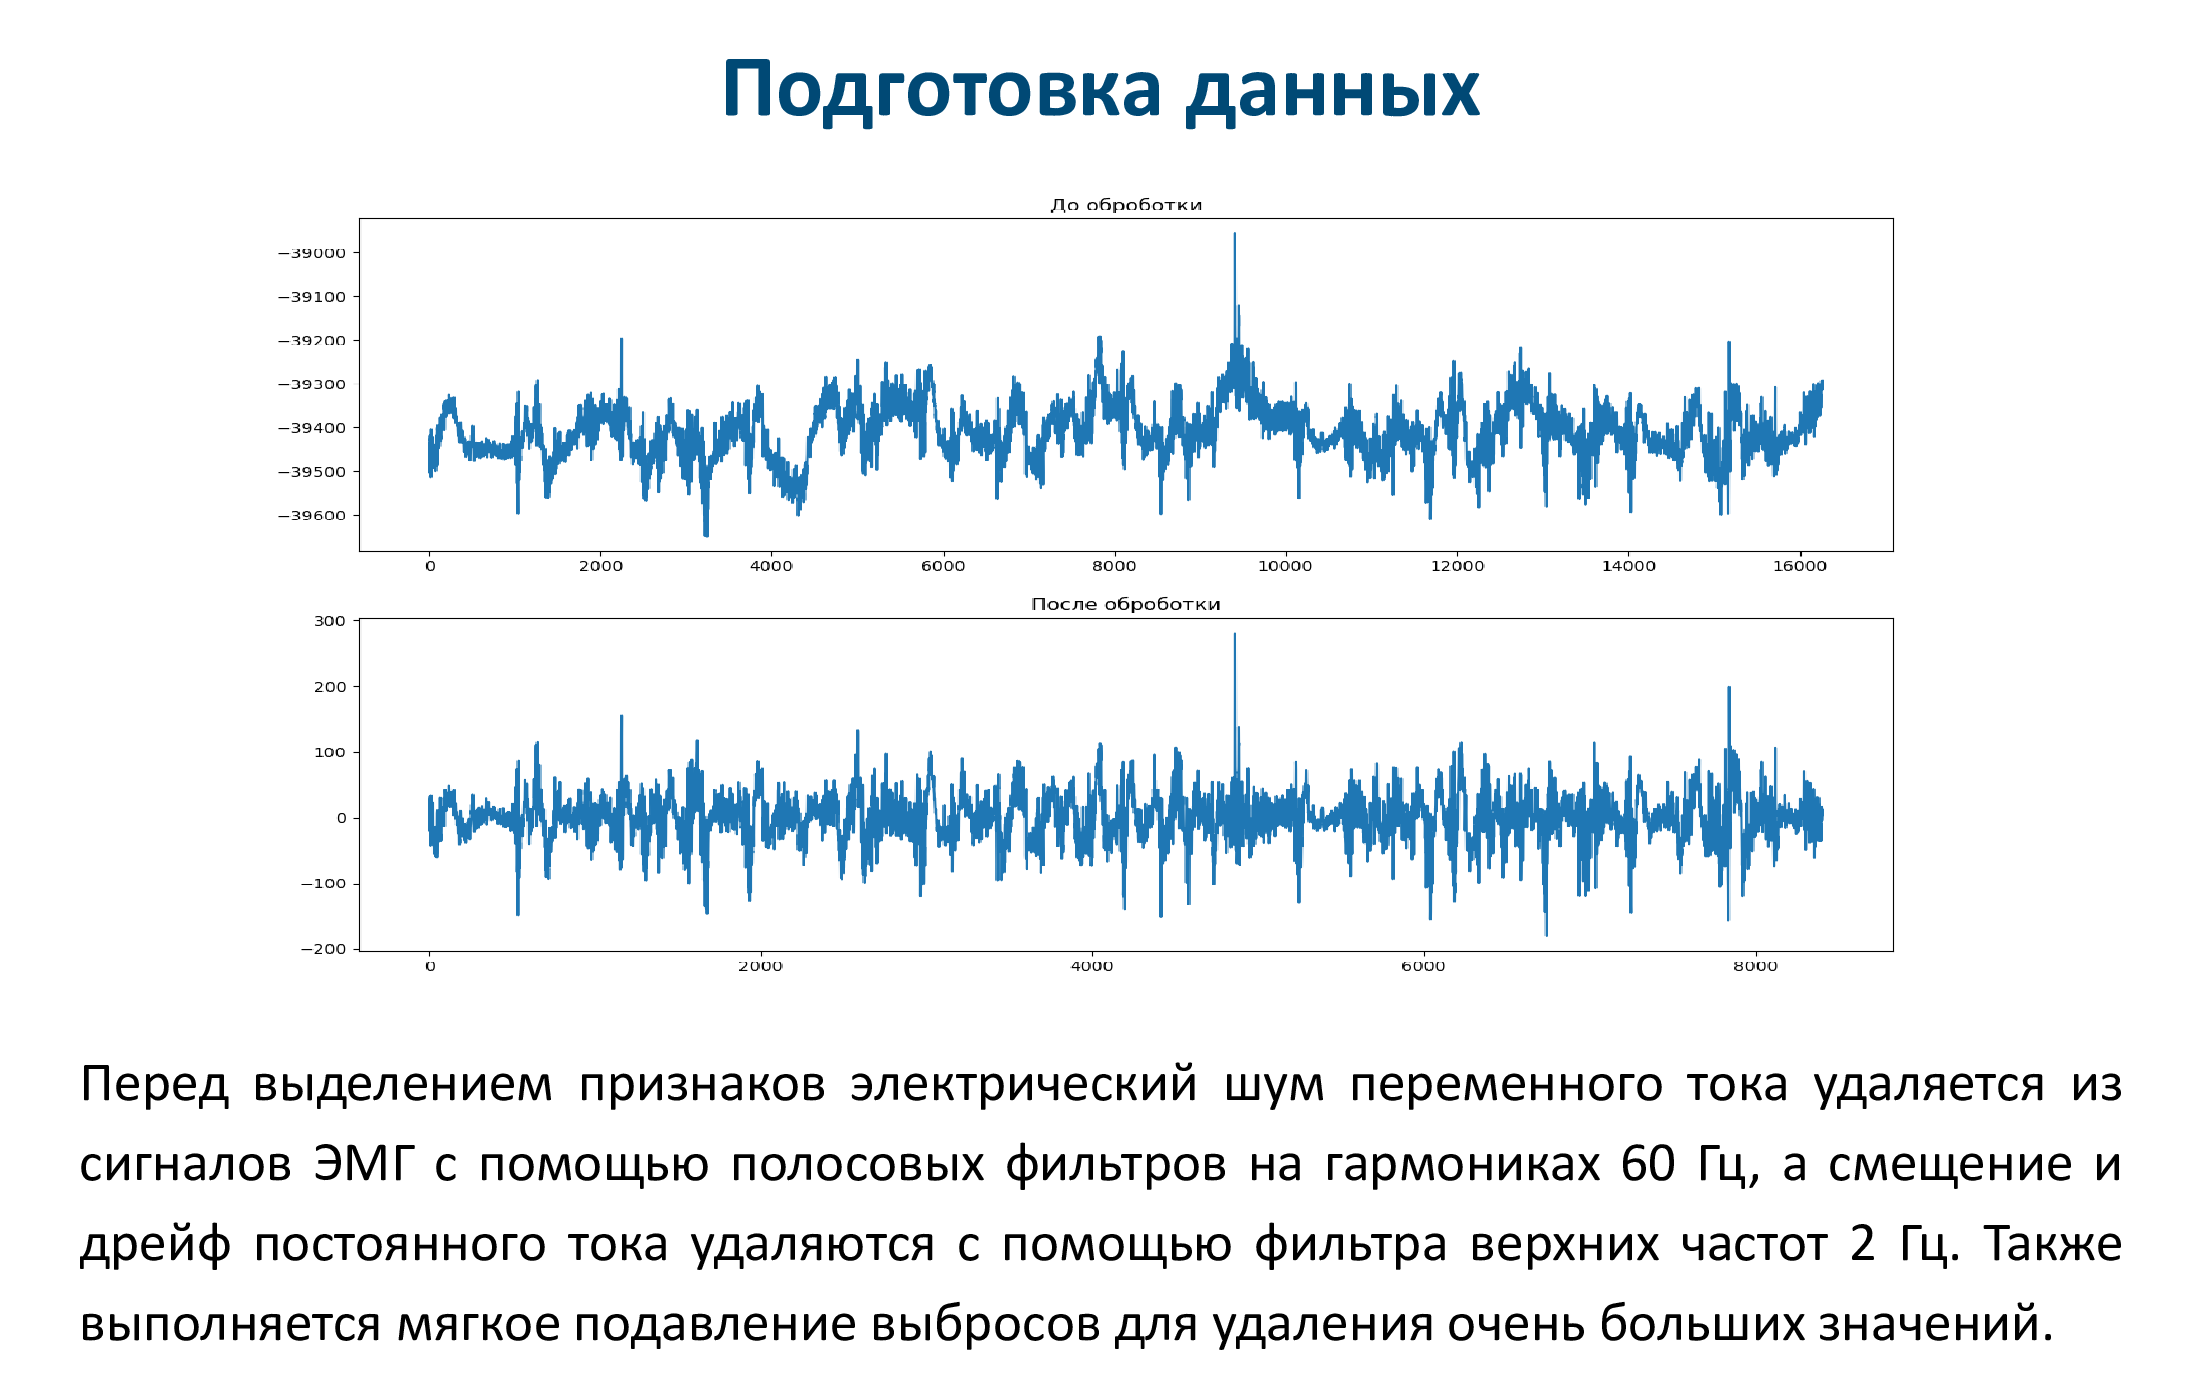 Подготовка данных
До оброботки
−39000
−39100
−39200
−39300
−39400
−39500
−39600
0 2000 4000 6000 8000 10000 12000 14000 16000
После оброботки
300
200
100
0
−100
−200
0 2000 4000 6000 8000
Перед выделением признаков электрический шум переменного тока удаляется из
сигналов ЭМГ с помощью полосовых фильтров на гармониках 60 Гц, а смещение и
дрейф постоянного тока удаляются с помощью фильтра верхних частот 2 Гц. Также
выполняется мягкое подавление выбросов для удаления очень больших значений.